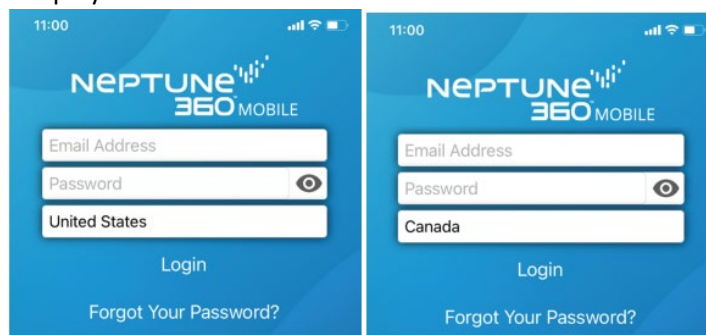 11:00
NEPTUNE
360 MOBILE
Email Address
Password
United States
Login
Forgot Your Password?
11:00
NEPTUNE
360 MOBILE
Email Address
Password
Canada
Login
Forgot Your Password?